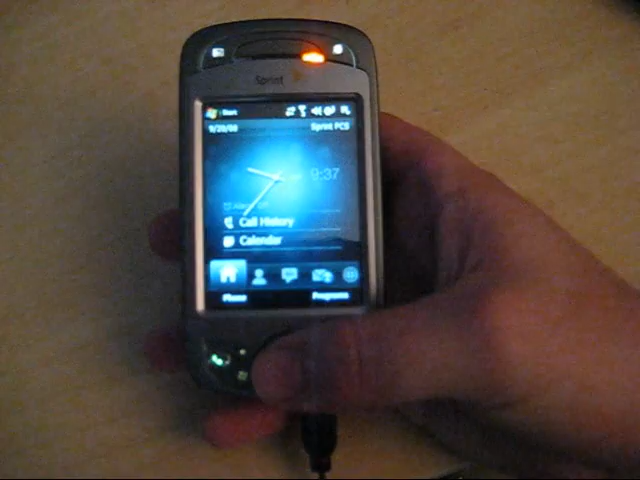 Sprint
Start
9/20/08 Sprint PCS
9:37
Call History
Calendar
Phone Programs